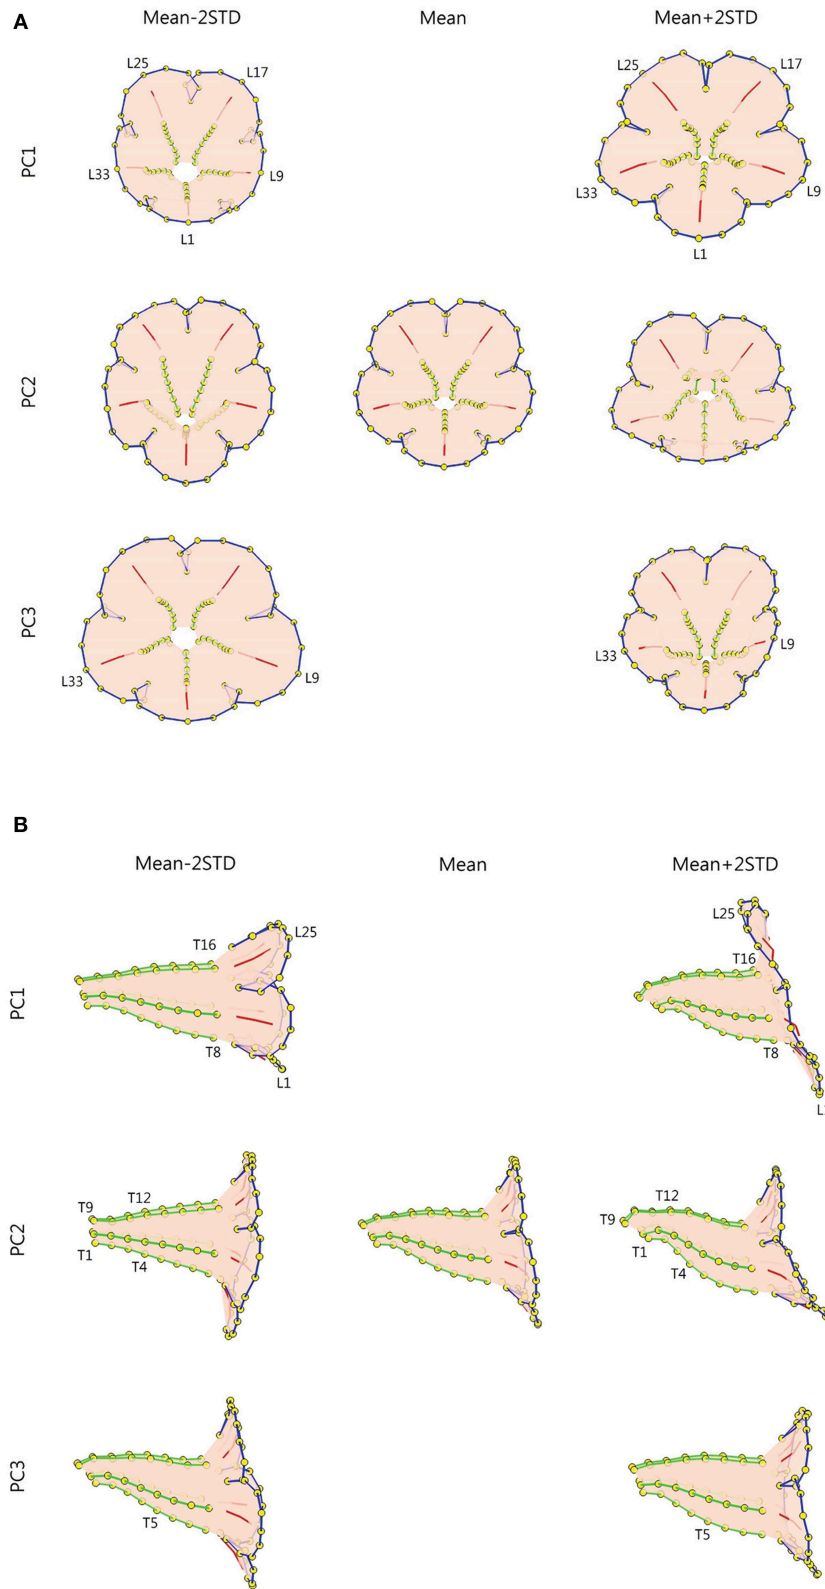 A
Mean-2STD Mean Mean+2STD
PC1
L25 L17
L33 L9
L1
L25 L17
L33 L9
L1
PC2
PC3
L33 L9
L33 L9
B
Mean-2STD Mean Mean+2STD
PC1
T16 L25
T8
L1
L25
T16
T8
PC2
T9 T12
T1 T4
T12
T9
T1
T4
PC3
T5
T5